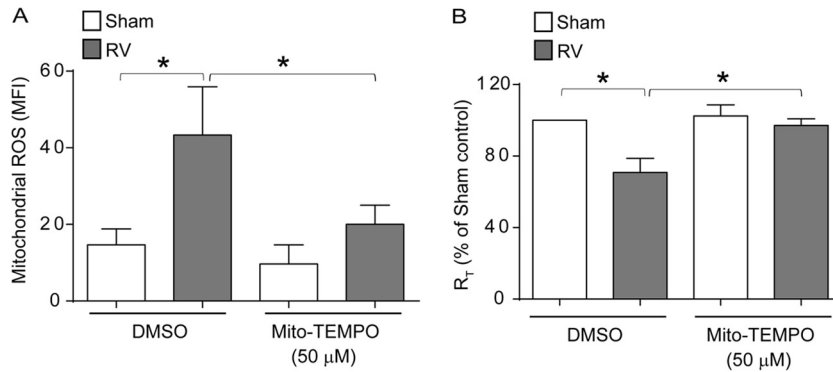 A
Sham
RV
Mitochondrial ROS (MFI)
60
40
20
0
*
*
DMSO
Mito-TEMPO
(50 μM)
B
Sham
RV
R_T (% of Sham control)
120
80
40
0
*
*
DMSO
Mito-TEMPO
(50 μM)